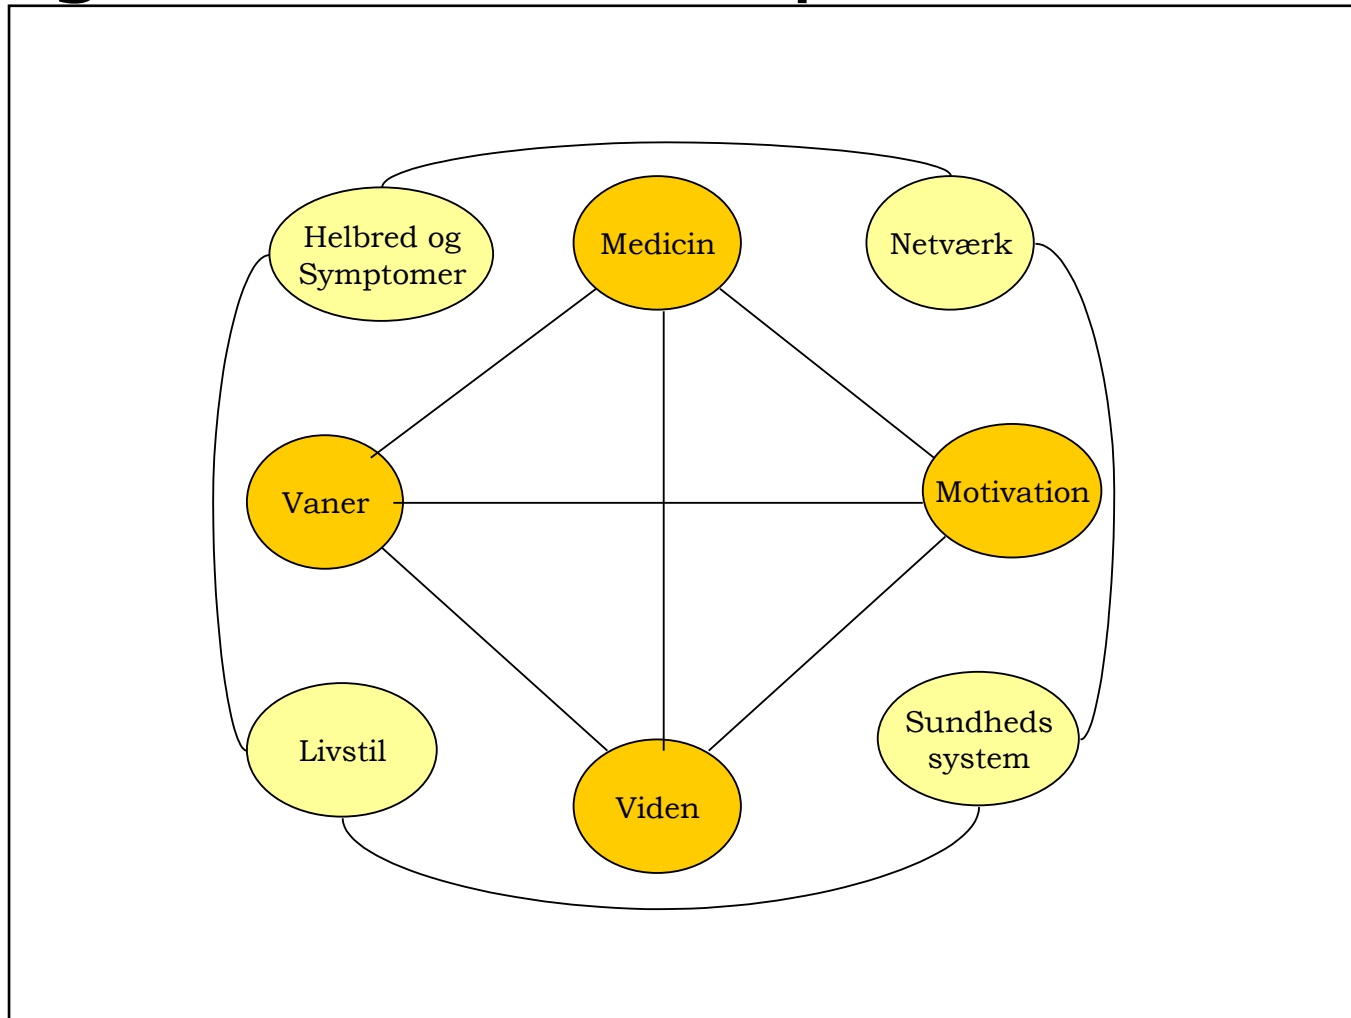 Helbred og
Symptomer
Medicin
Netværk
Vaner
Motivation
Livstil
Viden
Sundheds
system